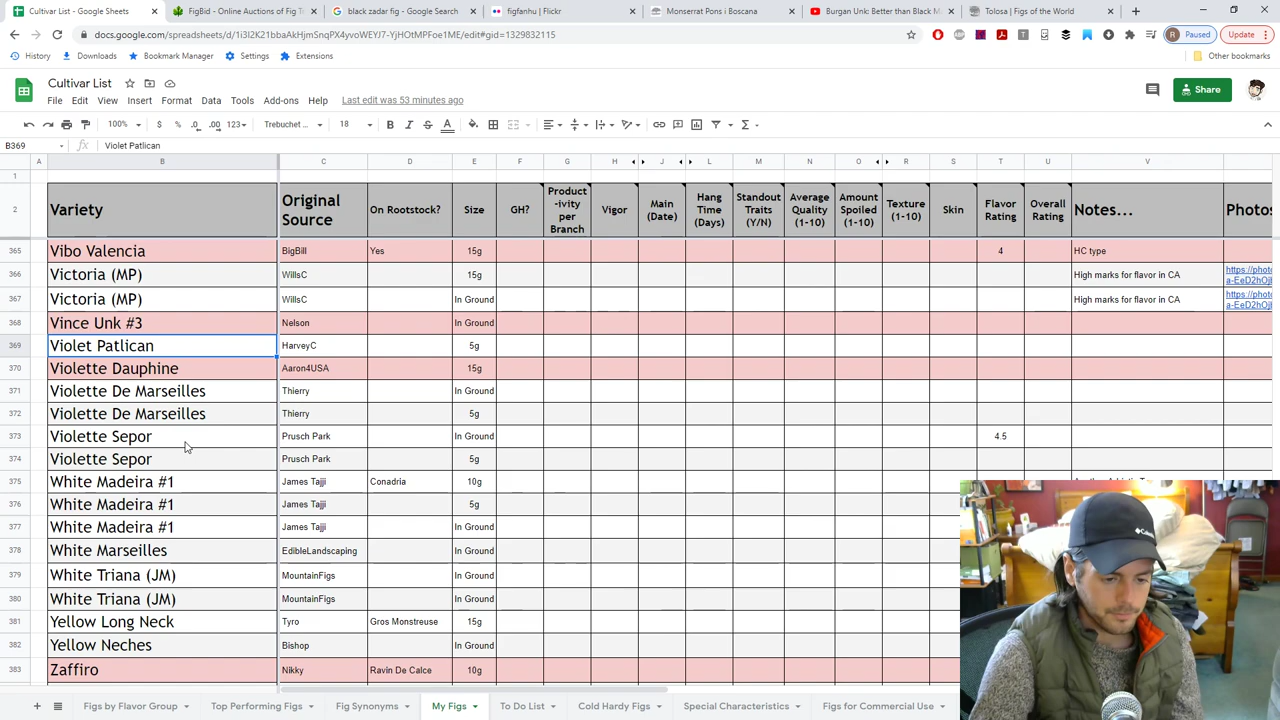 Cultivar List - Google Sheets
FigBid - Online Auctions of Fig T
black zadar fig - Google Search
figfanhu | Flickr
Monserrat Pons i Boscana
Burgan Unk: Better than Black M
Tolosa | Figs of the World
docs.google.com/spreadsheets/d/1i3l2K21bbaAkHjmSnqPX4yvoWEYJ7-YjHOtMPFoe1ME/edit#gid=1329832115
Paused
Update
History
Downloads
Bookmark Manager
Settings
Extensions
Other bookmarks
Cultivar List
File Edit View Insert Format Data Tools Add-ons Help Last edit was 53 minutes ago
Share
100% $ % .0 .00 123 Trebuchet ... 18 B I S A
B369 fx Violet Patlican
A B C D E F G H J L M N O R S T U V
1
2 Variety Original Source On Rootstock? Size GH? Product-ivity per Branch Vigor Main (Date) Hang Time (Days) Standout Traits (Y/N) Average Quality (1-10) Amount Spoiled (1-10) Texture (1-10) Skin Flavor Rating Overall Rating Notes... Photos
365 Vibo Valencia BigBill Yes 15g 4 HC type
366 Victoria (MP) WillsC 15g High marks for flavor in CA
367 Victoria (MP) WillsC In Ground High marks for flavor in CA
368 Vince Unk #3 Nelson In Ground
369 Violet Patlican HarveyC 5g
370 Violette Dauphine Aaron4USA 15g
371 Violette De Marseilles Thierry In Ground
372 Violette De Marseilles Thierry 5g
373 Violette Sepor Prusch Park In Ground 4.5
374 Violette Sepor Prusch Park 5g
375 White Madeira #1 James Tajji Conadria 10g
376 White Madeira #1 James Tajji 5g
377 White Madeira #1 James Tajji In Ground
378 White Marseilles EdibleLandscaping In Ground
379 White Triana (JM) MountainFigs In Ground
380 White Triana (JM) MountainFigs In Ground
381 Yellow Long Neck Tyro Gros Monstreuse 15g
382 Yellow Neches Bishop In Ground
383 Zaffiro Nikky Ravin De Calce 10g
Figs by Flavor Group
Top Performing Figs
Fig Synonyms
My Figs
To Do List
Cold Hardy Figs
Special Characteristics
Figs for Commercial Use